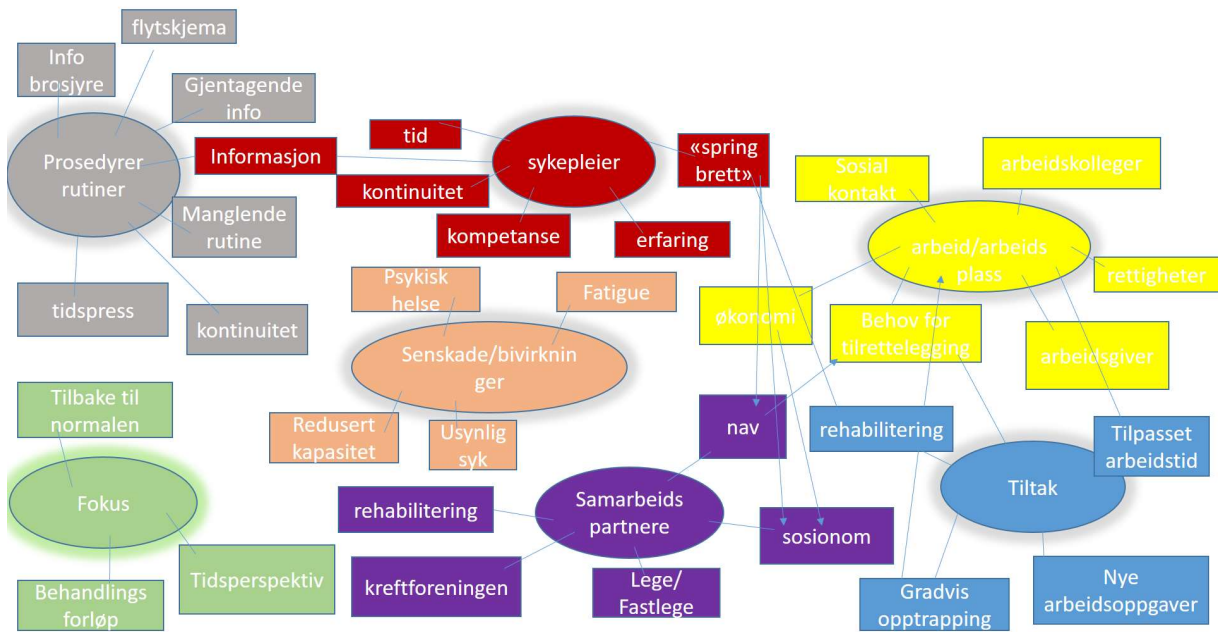 flytskjema
Info
brosjyre
Gjentagende
info
Prosedyrer
rutiner
Informasjon
Manglende
rutine
tidspress
kontinuitet
tid
sykepleier
«spring
brett»
kontinuitet
kompetanse
erfaring
Sosial
kontakt
arbeidskolleger
arbeid/arbeids
plass
rettigheter
økonomi
Behov for
tilrettelegging
arbeidsgiver
Psykisk
helse
Fatigue
Senskade/bivirknin
ger
Redusert
kapasitet
Usynlig
syk
Tilbake til
normalen
Fokus
Behandlings
forløp
Tidsperspektiv
nav
rehabilitering
Samarbeids
partnere
sosionom
kreftforeningen
Lege/
Fastlege
rehabilitering
Tilpasset
arbeidstid
Tiltak
Gradvis
opptrapping
Nye
arbeidsoppgaver